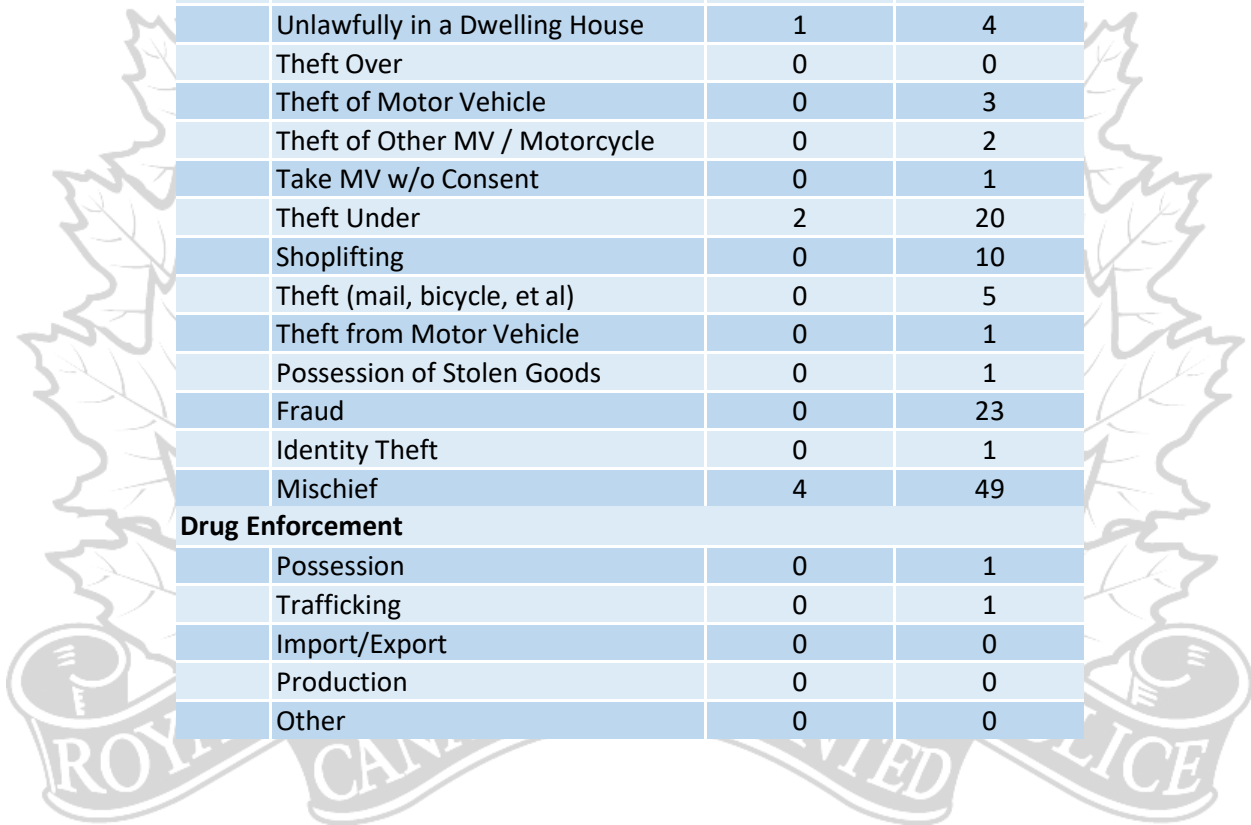 Unlawfully in a Dwelling House 1 4
Theft Over 0 0
Theft of Motor Vehicle 0 3
Theft of Other MV / Motorcycle 0 2
Take MV w/o Consent 0 1
Theft Under 2 20
Shoplifting 0 10
Theft (mail, bicycle, et al) 0 5
Theft from Motor Vehicle 0 1
Possession of Stolen Goods 0 1
Fraud 0 23
Identity Theft 0 1
Mischief 4 49
Drug Enforcement
Possession 0 1
Trafficking 0 1
Import/Export 0 0
Production 0 0
Other 0 0